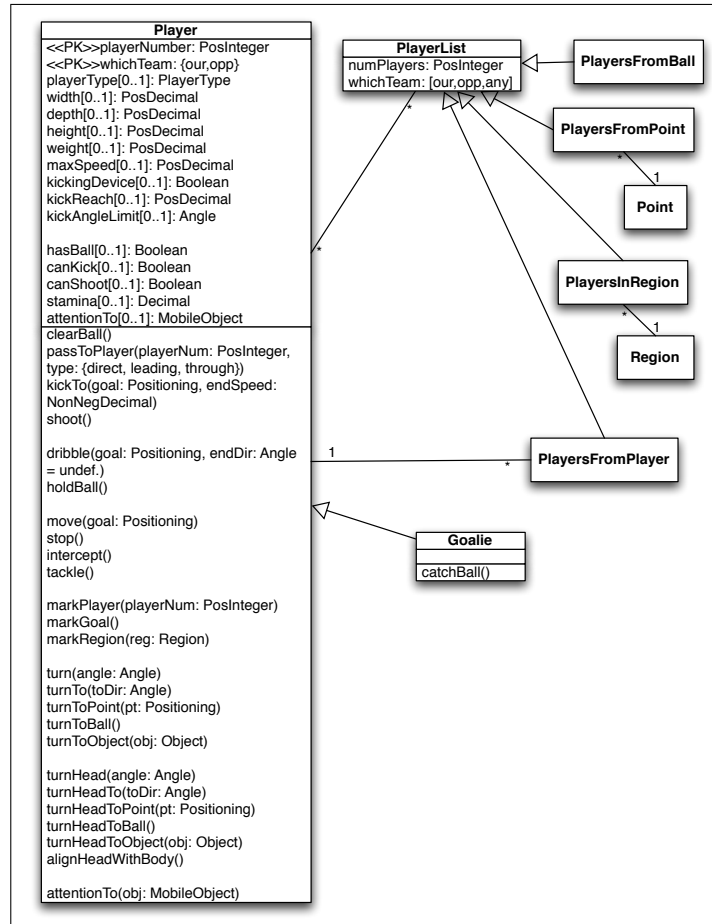 Player
<<PK>>playerNumber: PosInteger
<<PK>>whichTeam: {our,opp}
playerType[0..1]: PlayerType
width[0..1]: PosDecimal
depth[0..1]: PosDecimal
height[0..1]: PosDecimal
weight[0..1]: PosDecimal
maxSpeed[0..1]: PosDecimal
kickingDevice[0..1]: Boolean
kickReach[0..1]: PosDecimal
kickAngleLimit[0..1]: Angle
hasBall[0..1]: Boolean
canKick[0..1]: Boolean
canShoot[0..1]: Boolean
stamina[0..1]: Decimal
attentionTo[0..1]: MobileObject
clearBall()
passToPlayer(playerNum: PosInteger,
type: {direct, leading, through})
kickTo(goal: Positioning, endSpeed:
NonNegDecimal)
shoot()
dribble(goal: Positioning, endDir: Angle
= undef.)
holdBall()
move(goal: Positioning)
stop()
intercept()
tackle()
markPlayer(playerNum: PosInteger)
markGoal()
markRegion(reg: Region)
turn(angle: Angle)
turnTo(toDir: Angle)
turnToPoint(pt: Positioning)
turnToBall()
turnToObject(obj: Object)
turnHead(angle: Angle)
turnHeadTo(toDir: Angle)
turnHeadToPoint(pt: Positioning)
turnHeadToBall()
turnHeadToObject(obj: Object)
alignHeadWithBody()
attentionTo(obj: MobileObject)
PlayerList
numPlayers: PosInteger
whichTeam: [our,opp,any]
*
*
PlayersFromBall
PlayersFromPoint
*
1
Point
PlayersInRegion
*
1
Region
1
*
PlayersFromPlayer
Goalie
catchBall()